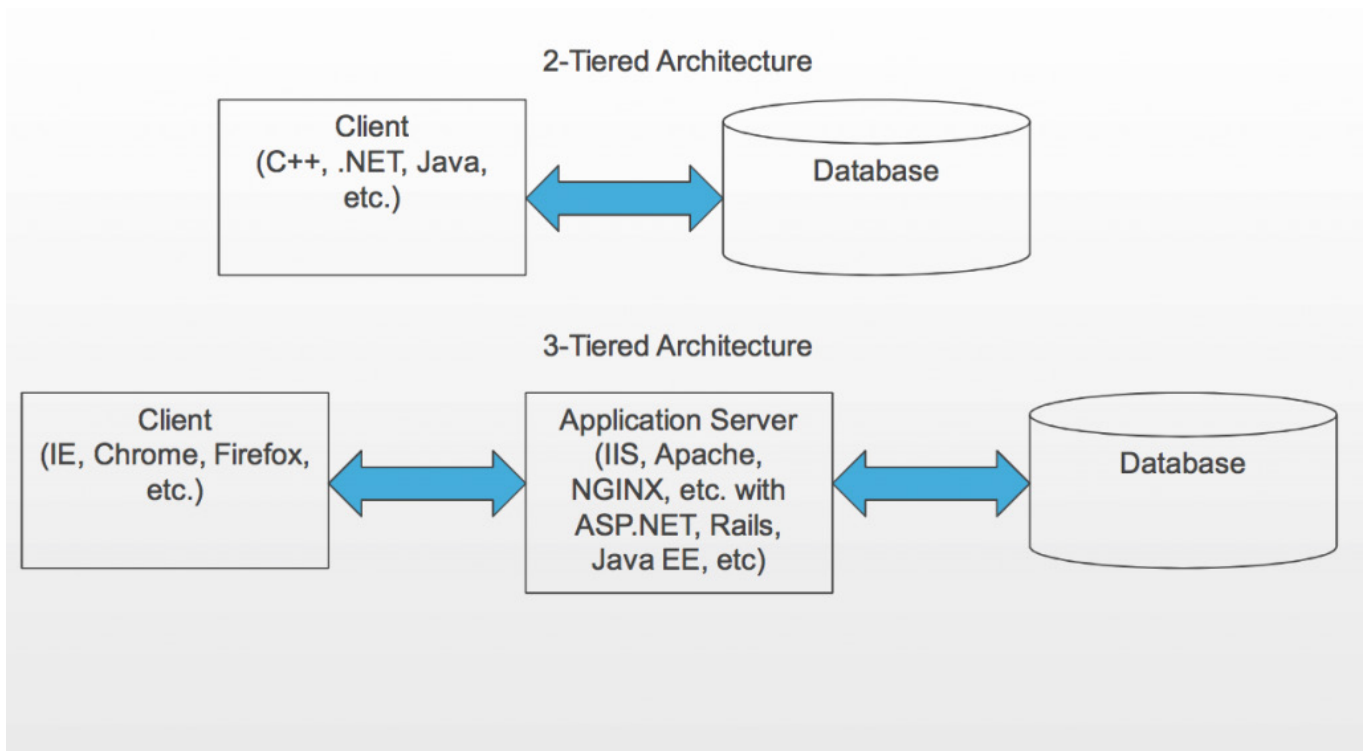 2-Tiered Architecture
Client
(C++, .NET, Java,
etc.)
Database
3-Tiered Architecture
Client
(IE, Chrome, Firefox,
etc.)
Application Server
(IIS, Apache,
NGINX, etc. with
ASP.NET, Rails,
Java EE, etc)
Database